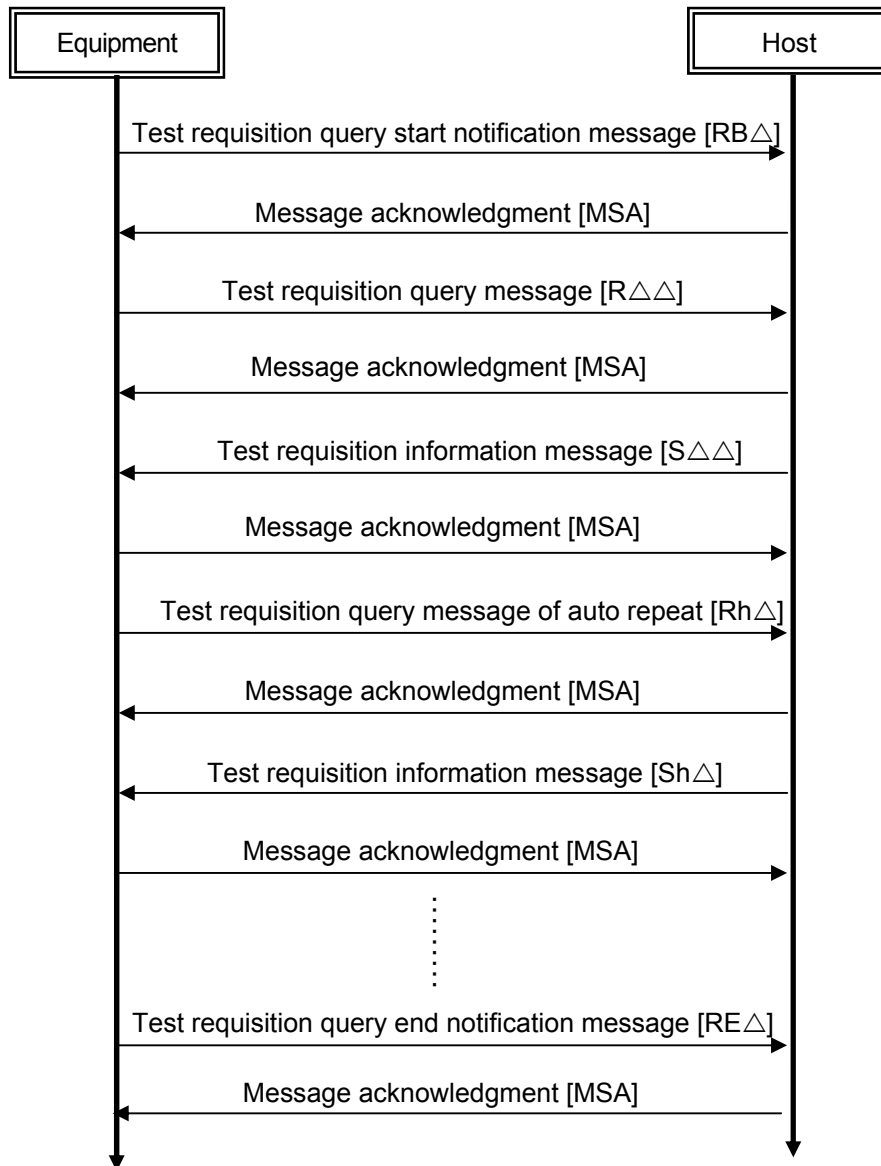 Equipment
Host
Test requisition query start notification message [RB△]
Message acknowledgment [MSA]
Test requisition query message [R△△]
Message acknowledgment [MSA]
Test requisition information message [S△△]
Message acknowledgment [MSA]
Test requisition query message of auto repeat [Rh△]
Message acknowledgment [MSA]
Test requisition information message [Sh△]
Message acknowledgment [MSA]
Test requisition query end notification message [RE△]
Message acknowledgment [MSA]